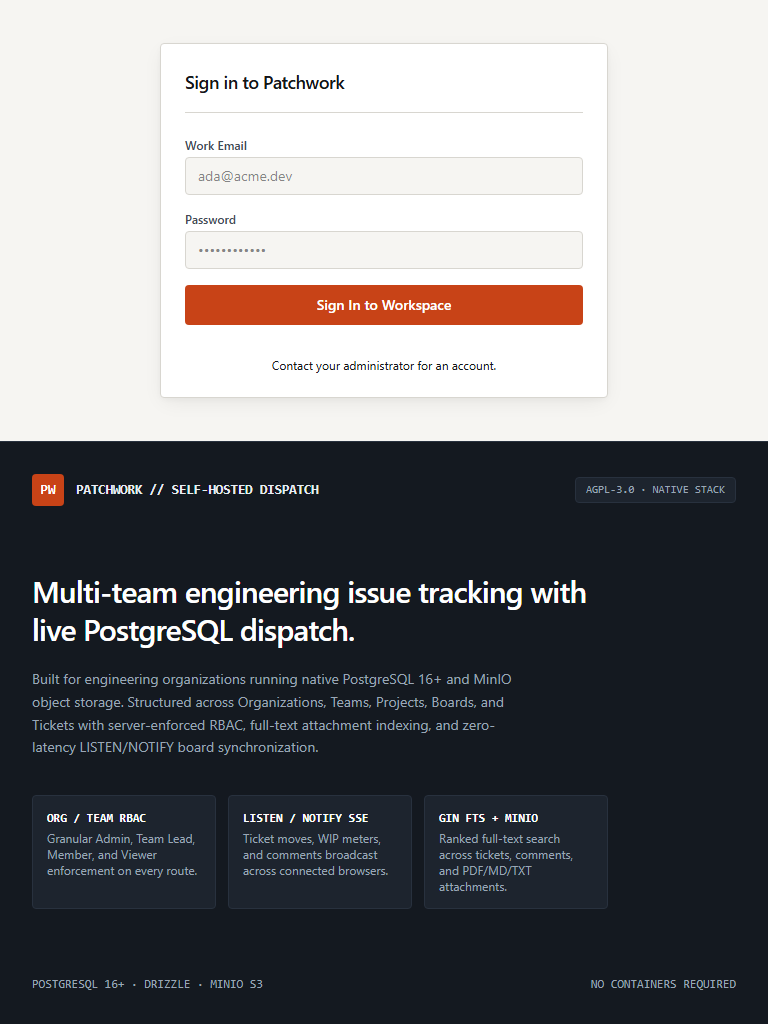 Sign in to Patchwork
Work Email
ada@acme.dev
Password
••••••••••••
Sign In to Workspace
Contact your administrator for an account.
PW
PATCHWORK // SELF-HOSTED DISPATCH
AGPL-3.0 · NATIVE STACK
Multi-team engineering issue tracking with
live PostgreSQL dispatch.
Built for engineering organizations running native PostgreSQL 16+ and MinIO
object storage. Structured across Organizations, Teams, Projects, Boards, and
Tickets with server-enforced RBAC, full-text attachment indexing, and zero-
latency LISTEN/NOTIFY board synchronization.
ORG / TEAM RBAC
Granular Admin, Team Lead,
Member, and Viewer
enforcement on every route.
LISTEN / NOTIFY SSE
Ticket moves, WIP meters,
and comments broadcast
across connected browsers.
GIN FTS + MINIO
Ranked full-text search
across tickets, comments,
and PDF/MD/TXT
attachments.
POSTGRESQL 16+ · DRIZZLE · MINIO S3
NO CONTAINERS REQUIRED